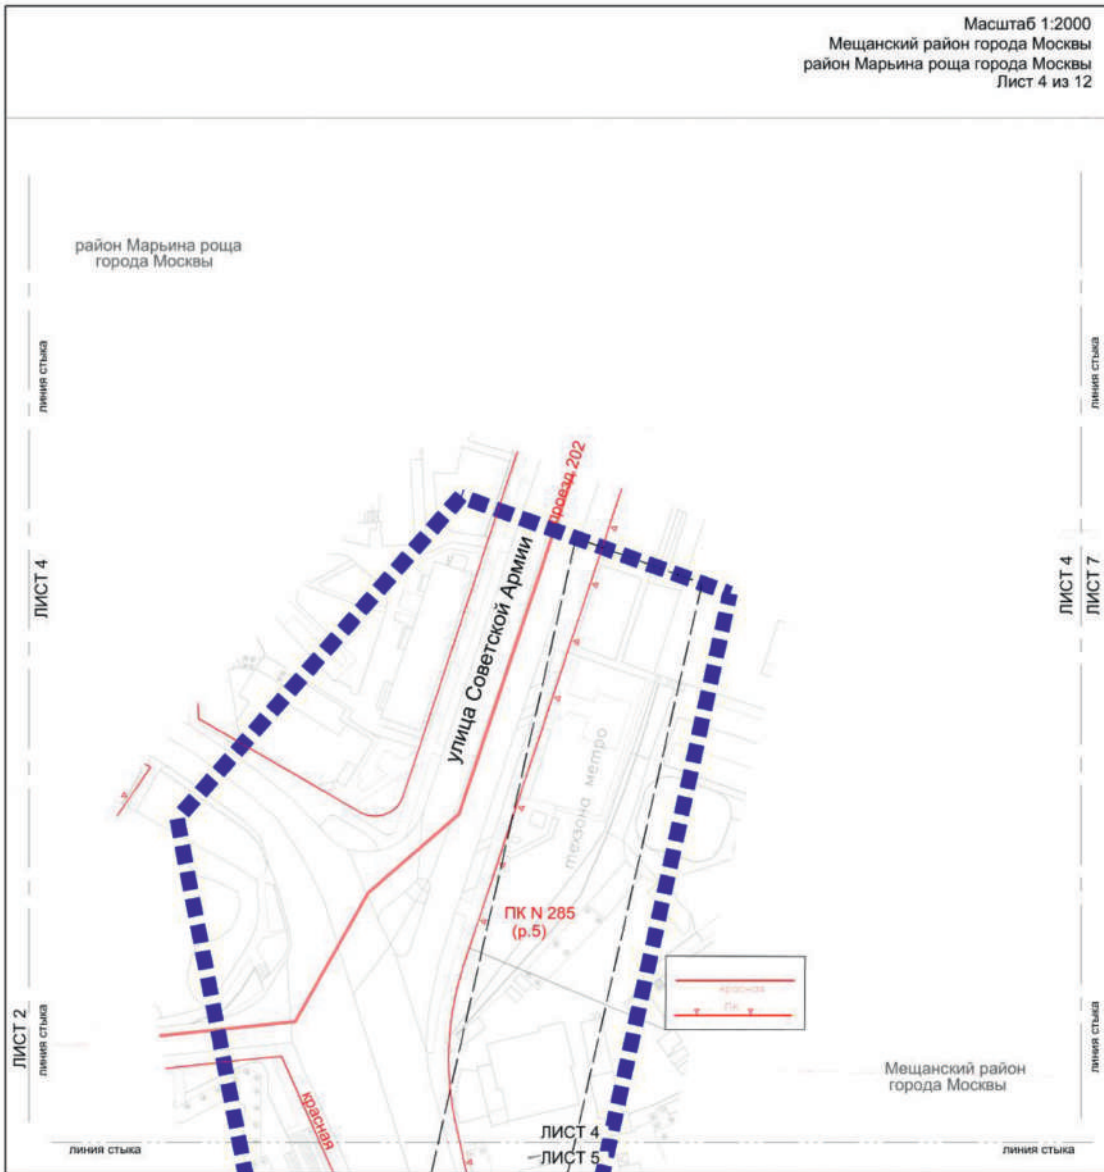 Масштаб 1:2000
Мещанский район города Москвы
район Марьина роща города Москвы
Лист 4 из 12
район Марьина роща
города Москвы
линия стыка
линия стыка
проезд 202
улица Советской Армии
ЛИСТ 4
ЛИСТ 4
ЛИСТ 7
техзона метро
ПК N 285
(р.5)
красная
ПК
ЛИСТ 2
линия стыка
линия стыка
Мещанский район
города Москвы
красная
ЛИСТ 4
линия стыка
ЛИСТ 5
линия стыка